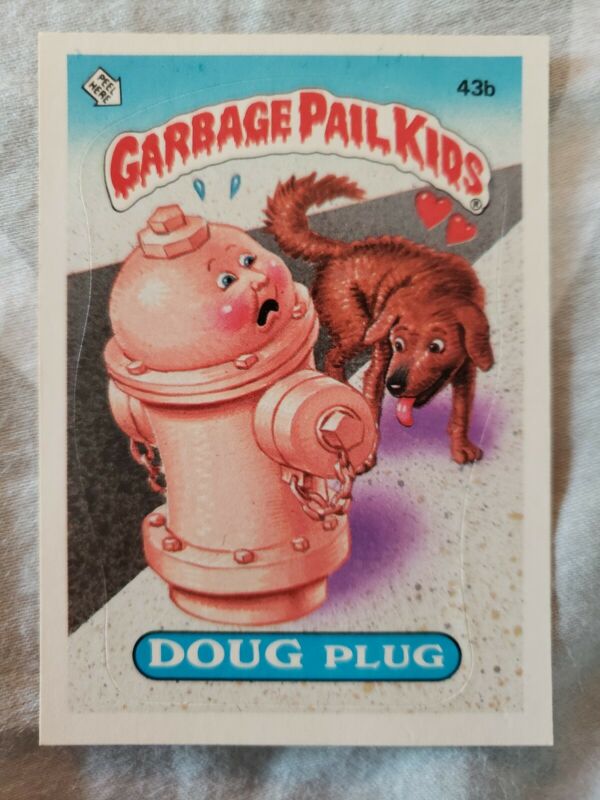 PEEL
HERE
43b
GARBAGE PAIL KIDS®
DOUG PLUG